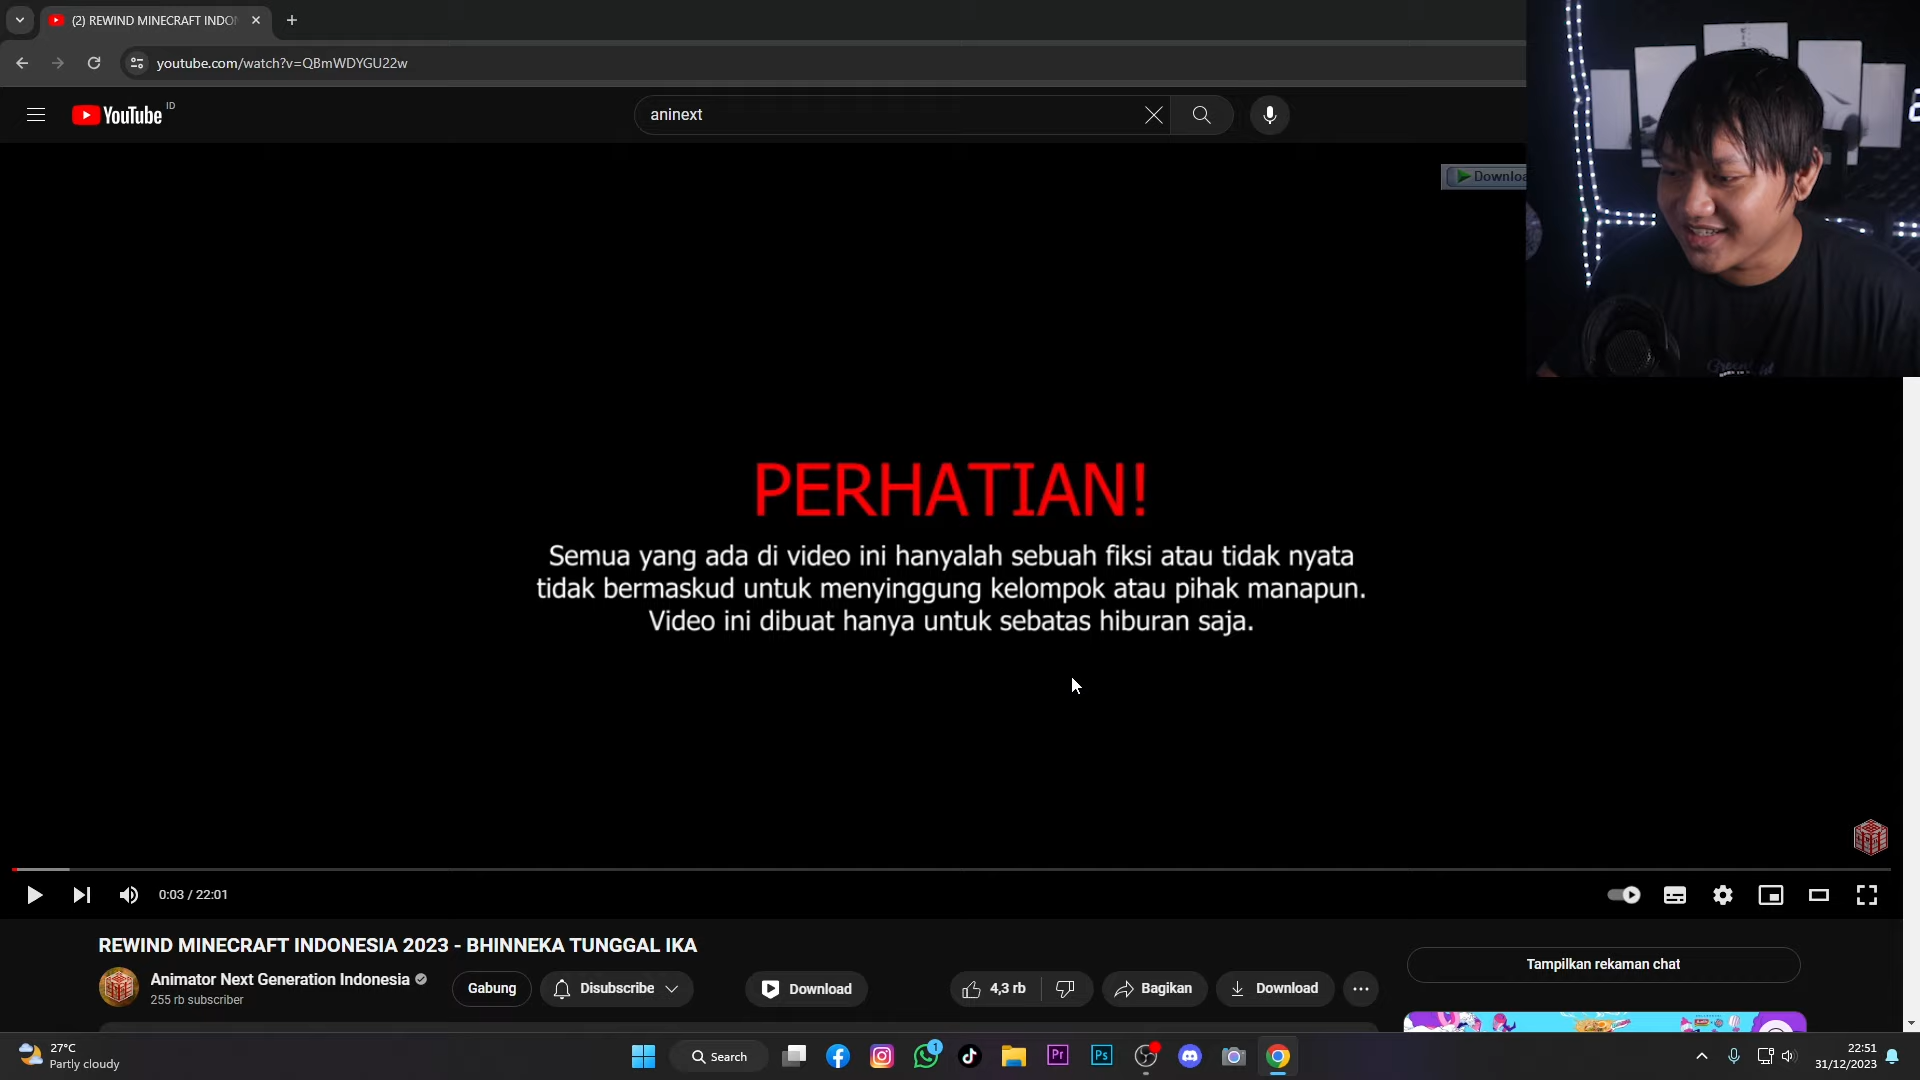 (2) REWIND MINECRAFT INDO
youtube.com/watch?v=QBmWDYGU22w
YouTube ID
aninext
Downloa
PERHATIAN!
Semua yang ada di video ini hanyalah sebuah fiksi atau tidak nyata
tidak bermaskud untuk menyinggung kelompok atau pihak manapun.
Video ini dibuat hanya untuk sebatas hiburan saja.
0:03 / 22:01
REWIND MINECRAFT INDONESIA 2023 - BHINNEKA TUNGGAL IKA
Animator Next Generation Indonesia
255 rb subscriber
Gabung
Disubscribe
Download
4,3 rb
Bagikan
Download
Tampilkan rekaman chat
27°C
Partly cloudy
Search
1
Pr
Ps
22:51
31/12/2023